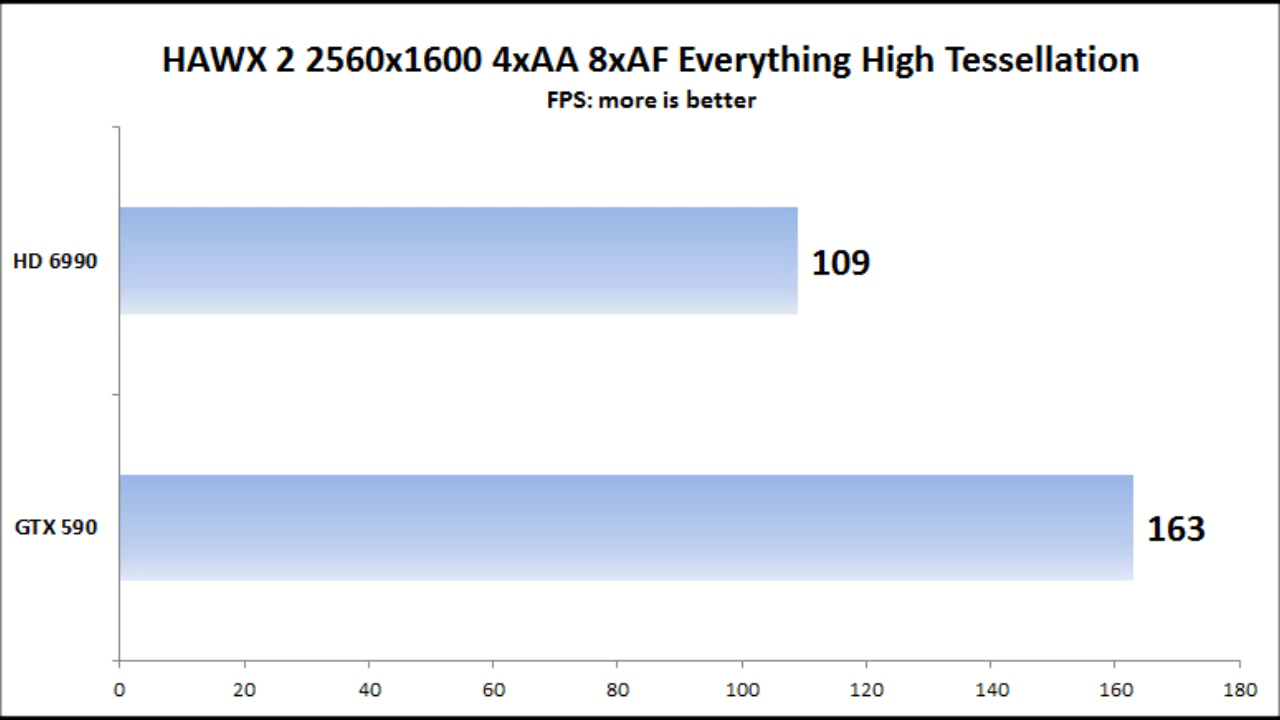 HAWX 2 2560x1600 4xAA 8xAF Everything High Tessellation
FPS: more is better
HD 6990
109
GTX 590
163
0 20 40 60 80 100 120 140 160 180